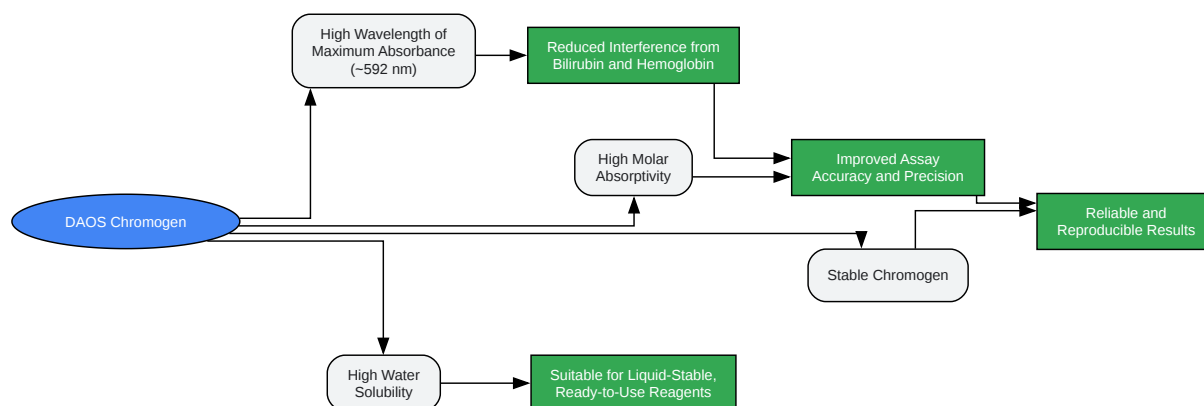 High Wavelength of
Maximum Absorbance
(~592 nm)
Reduced Interference from
Bilirubin and Hemoglobin
High Molar
Absorptivity
Improved Assay
Accuracy and Precision
DAOS Chromogen
Reliable and
Reproducible Results
Stable Chromogen
High Water
Solubility
Suitable for Liquid-Stable,
Ready-to-Use Reagents